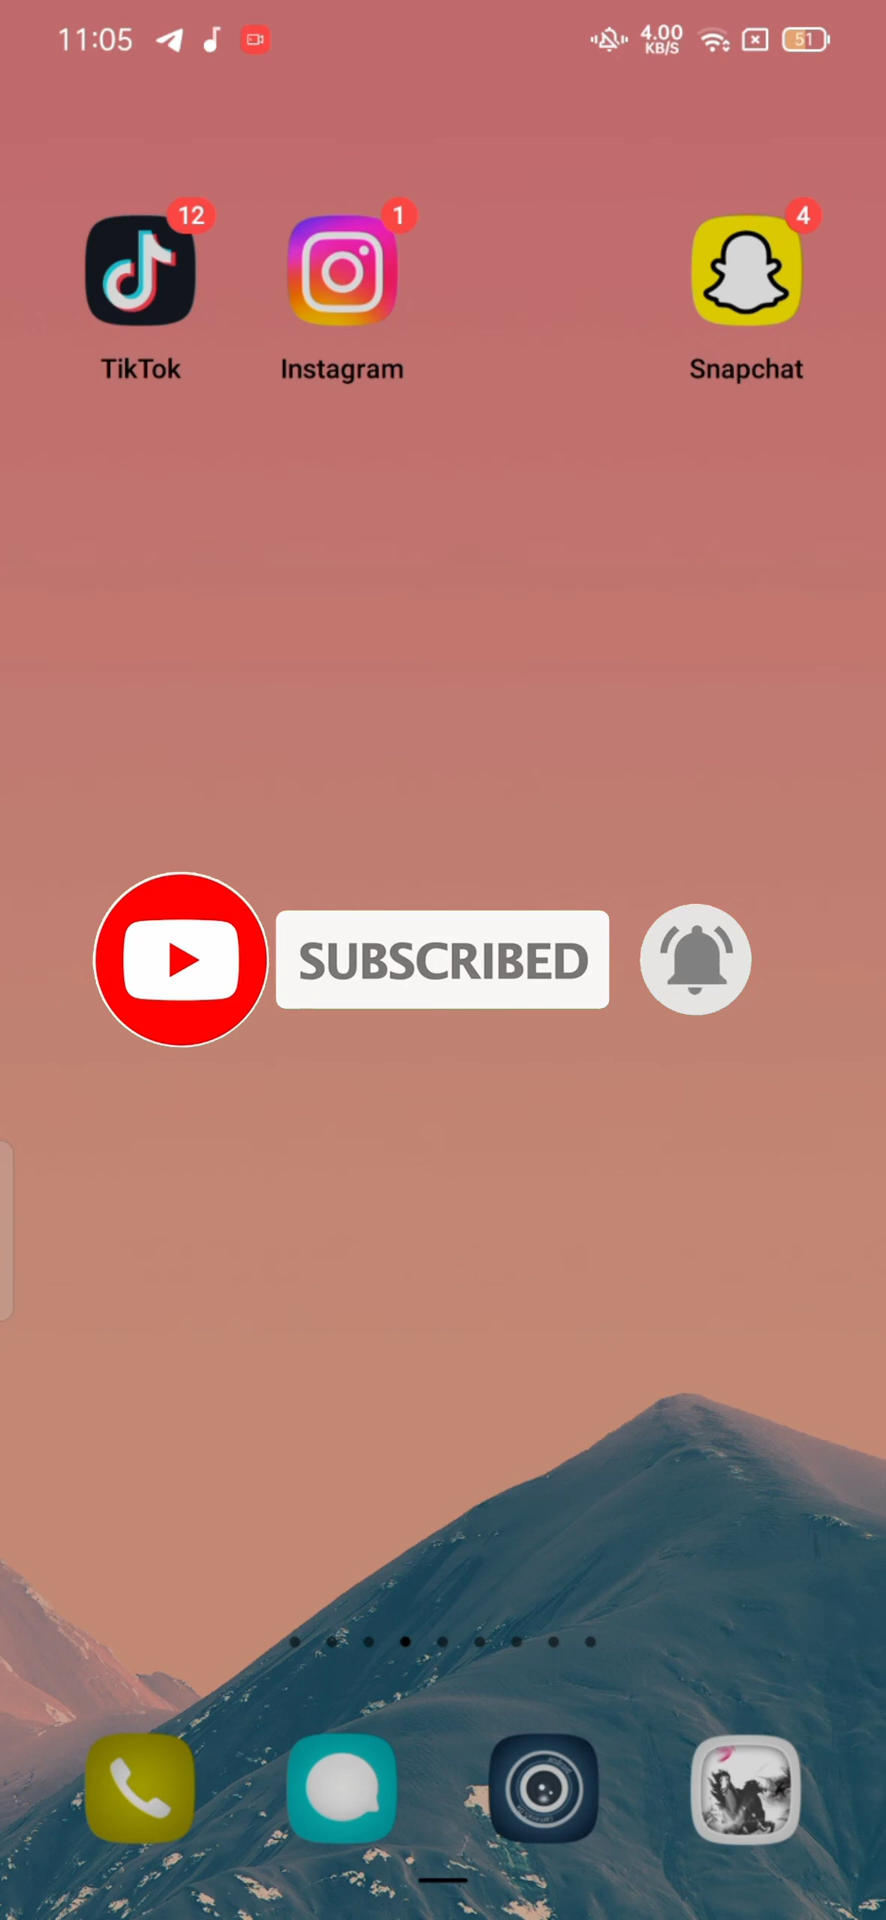 11:05
4.00
KB/S
51
12
1
4
TikTok
Instagram
Snapchat
SUBSCRIBED